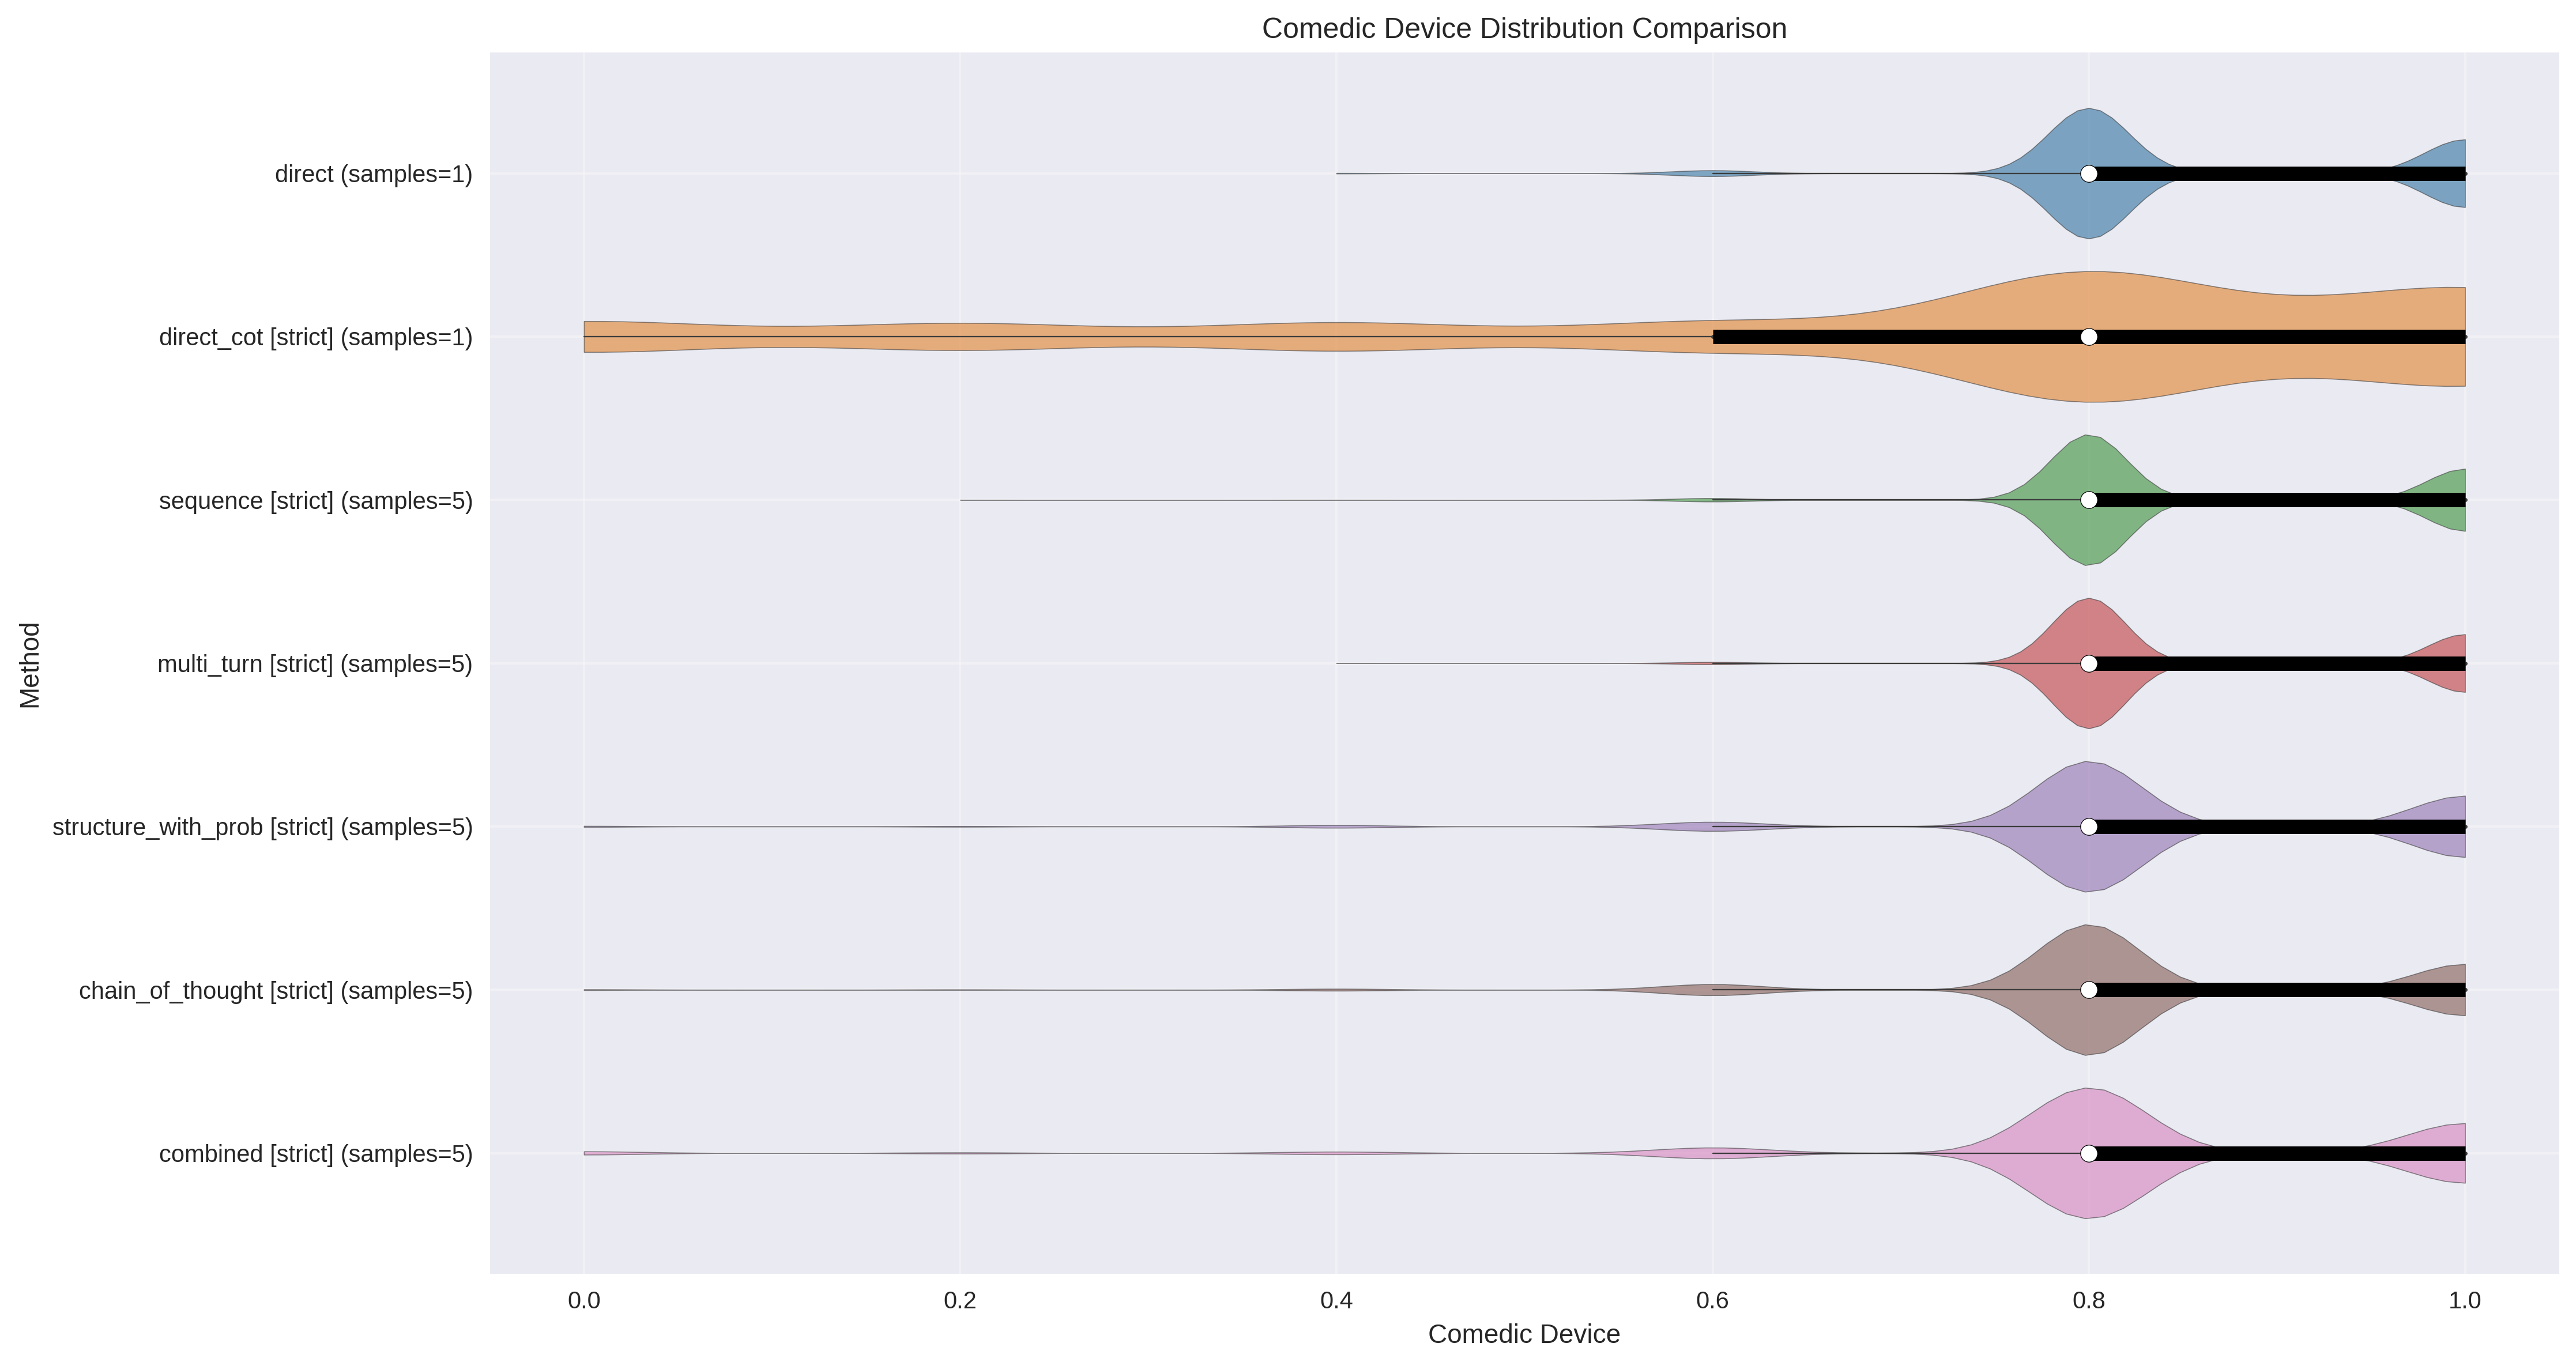 Comedic Device Distribution Comparison
direct (samples=1)
direct_cot [strict] (samples=1)
sequence [strict] (samples=5)
multi_turn [strict] (samples=5)
structure_with_prob [strict] (samples=5)
chain_of_thought [strict] (samples=5)
combined [strict] (samples=5)
Method
0.0 0.2 0.4 0.6 0.8 1.0
Comedic Device